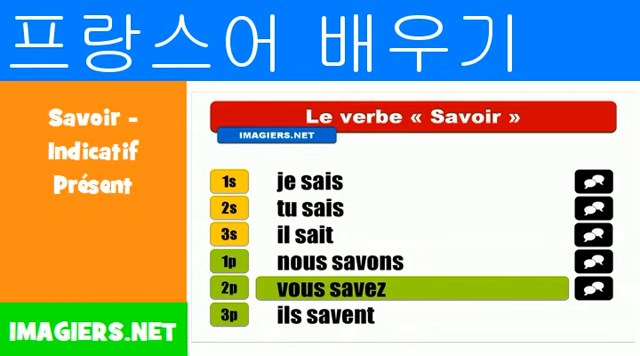 프랑스어 배우기
Savoir -
Indicatif
Présent
IMAGIERS.NET
Le verbe « Savoir »
IMAGIERS.NET
1s je sais
2s tu sais
3s il sait
1p nous savons
2p vous savez
3p ils savent